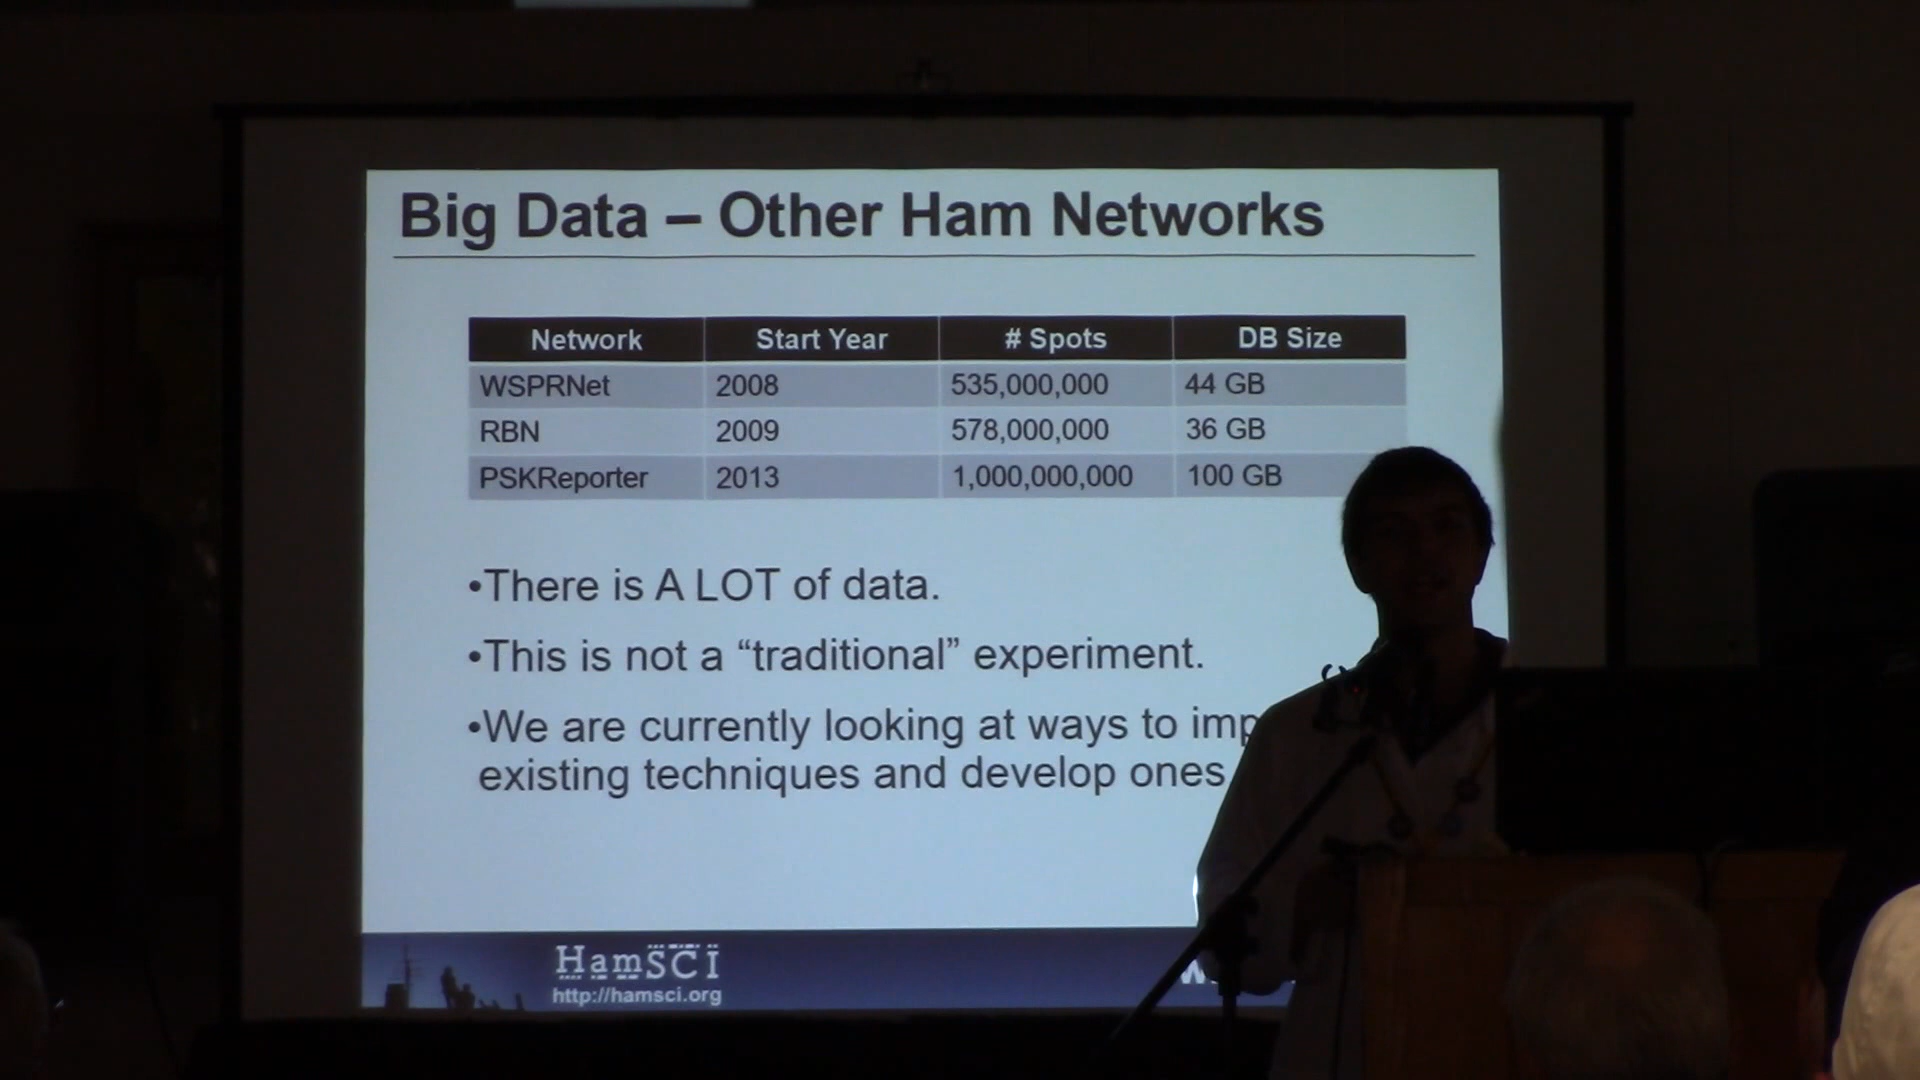 Big Data – Other Ham Networks
Network Start Year # Spots DB Size
WSPRNet 2008 535,000,000 44 GB
RBN 2009 578,000,000 36 GB
PSKReporter 2013 1,000,000,000 100 GB
•There is A LOT of data.
•This is not a “traditional” experiment.
•We are currently looking at ways to
existing techniques and develop ones
HamSCI
http://hamsci.org